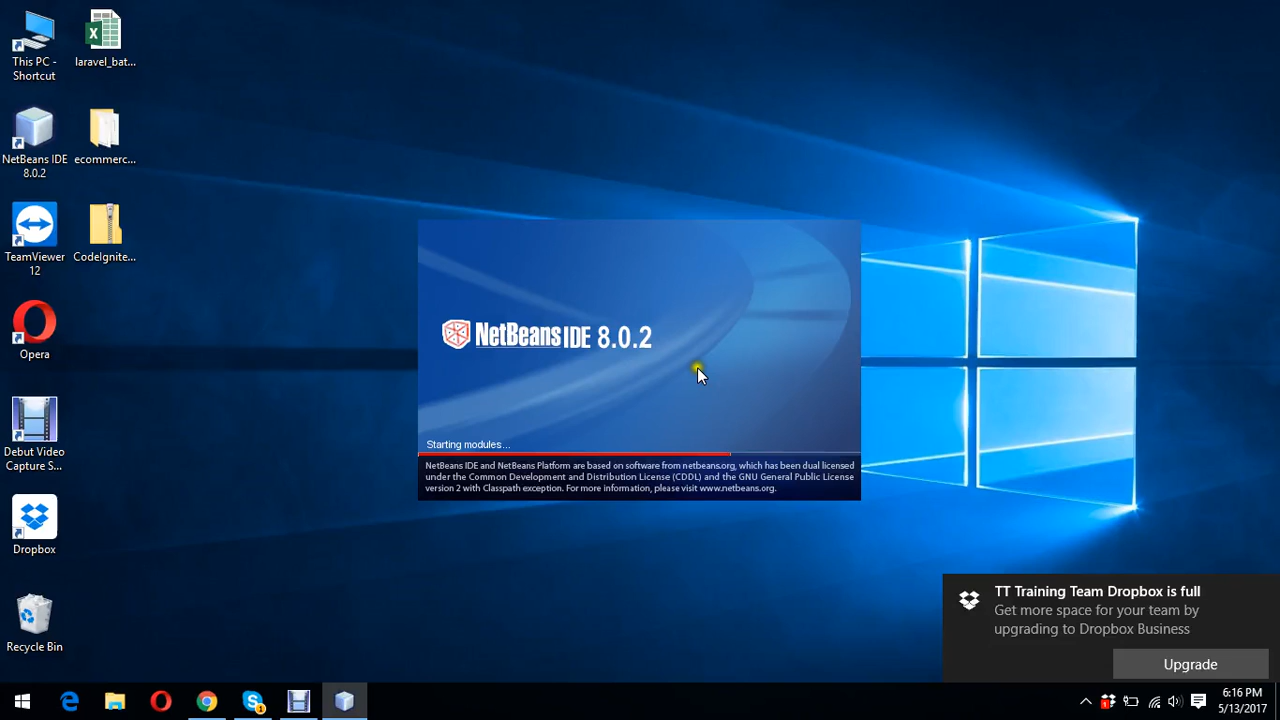 This PC -
Shortcut
laravel_bat...
NetBeans IDE
8.0.2
ecommerc...
TeamViewer
12
CodeIgnite...
Opera
Debut Video
Capture S...
Dropbox
Recycle Bin
NetBeans IDE 8.0.2
Starting modules...
NetBeans IDE and NetBeans Platform are based on software from netbeans.org, which has been dual licensed
under the Common Development and Distribution License (CDDL) and the GNU General Public License
version 2 with Classpath exception. For more information, please visit www.netbeans.org.
TT Training Team Dropbox is full
Get more space for your team by
upgrading to Dropbox Business
Upgrade
6:16 PM
5/13/2017